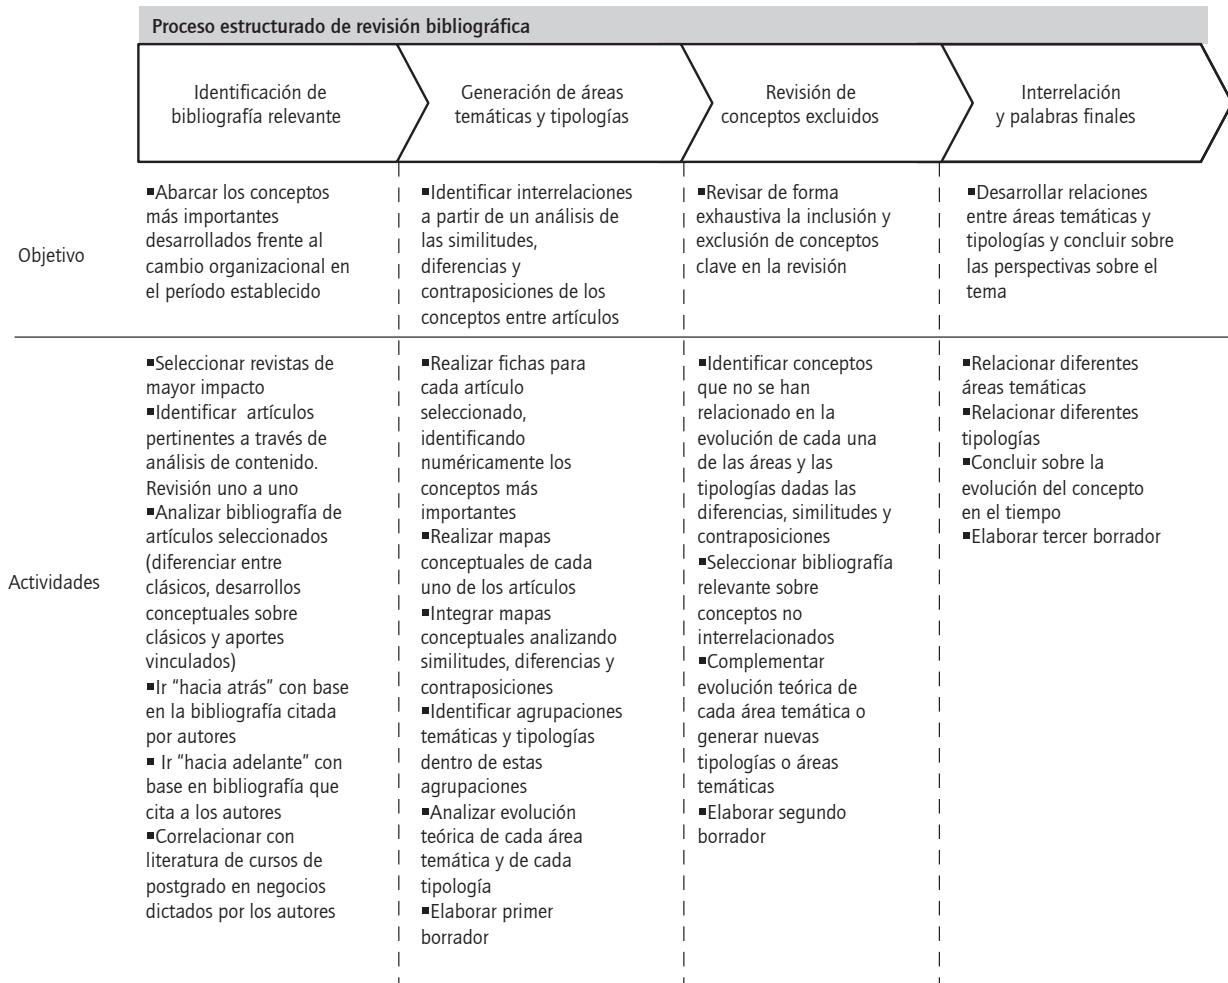 Proceso estructurado de revisión bibliográfica
Identificación de
bibliografía relevante
Generación de áreas
temáticas y tipologías
Revisión de
conceptos excluidos
Interrelación
y palabras finales
Objetivo
▪Abarcar los conceptos
más importantes
desarrollados frente al
cambio organizacional en
el período establecido
▪Identificar interrelaciones
a partir de un análisis de
las similitudes,
diferencias y
contraposiciones de los
conceptos entre artículos
▪Revisar de forma
exhaustiva la inclusión y
exclusión de conceptos
clave en la revisión
▪Desarrollar relaciones
entre áreas temáticas y
tipologías y concluir sobre
las perspectivas sobre el
tema
Actividades
▪Seleccionar revistas de
mayor impacto
▪Identificar artículos
pertinentes a través de
análisis de contenido.
Revisión uno a uno
▪Analizar bibliografía de
artículos seleccionados
(diferenciar entre
clásicos, desarrollos
conceptuales sobre
clásicos y aportes
vinculados)
▪Ir "hacia atrás" con base
en la bibliografía citada
por autores
▪ Ir "hacia adelante" con
base en bibliografía que
cita a los autores
▪Correlacionar con
literatura de cursos de
postgrado en negocios
dictados por los autores
▪Realizar fichas para
cada artículo
seleccionado,
identificando
numéricamente los
conceptos más
importantes
▪Realizar mapas
conceptuales de cada
uno de los artículos
▪Integrar mapas
conceptuales analizando
similitudes, diferencias y
contraposiciones
▪Identificar agrupaciones
temáticas y tipologías
dentro de estas
agrupaciones
▪Analizar evolución
teórica de cada área
temática y de cada
tipología
▪Elaborar primer
borrador
▪Identificar conceptos
que no se han
relacionado en la
evolución de cada una
de las áreas y las
tipologías dadas las
diferencias, similitudes y
contraposiciones
▪Seleccionar bibliografía
relevante sobre
conceptos no
interrelacionados
▪Complementar
evolución teórica de
cada área temática o
generar nuevas
tipologías o áreas
temáticas
▪Elaborar segundo
borrador
▪Relacionar diferentes
áreas temáticas
▪Relacionar diferentes
tipologías
▪Concluir sobre la
evolución del concepto
en el tiempo
▪Elaborar tercer borrador